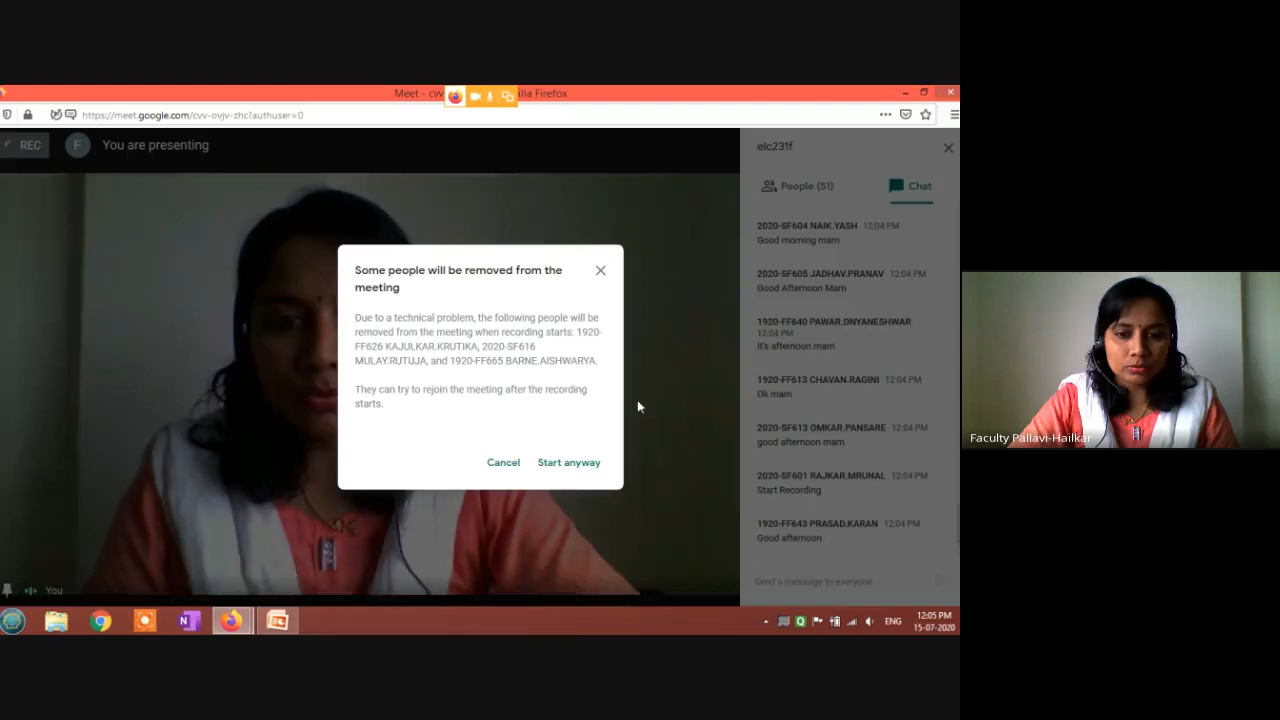 Meet - cvv
illa Firefox
https://meet.google.com/cvv-ovjv-zhc?authuser=0
REC
F
You are presenting
elc231f
People (51)
Chat
2020-SF604 NAIK.YASH 12:04 PM
Good morning mam
2020-SF605 JADHAV.PRANAV 12:04 PM
Good Afternoon Mam
1920-FF640 PAWAR.DNYANESHWAR
12:04 PM
it's afternoon mam
1920-FF613 CHAVAN.RAGINI 12:04 PM
Ok mam
2020-SF613 OMKAR.PANSARE 12:04 PM
good afternoon mam
2020-SF601 RAJKAR.MRUNAL 12:04 PM
Start Recording
1920-FF643 PRASAD.KARAN 12:04 PM
Good afternoon
Send a message to everyone
Some people will be removed from the
meeting
Due to a technical problem, the following people will be
removed from the meeting when recording starts: 1920-
FF626 KAJULKAR.KRUTIKA, 2020-SF616
MULAY.RUTUJA, and 1920-FF665 BARNE.AISHWARYA.
They can try to rejoin the meeting after the recording
starts.
Cancel
Start anyway
You
Faculty Pallavi-Hailkar
ENG
12:05 PM
15-07-2020